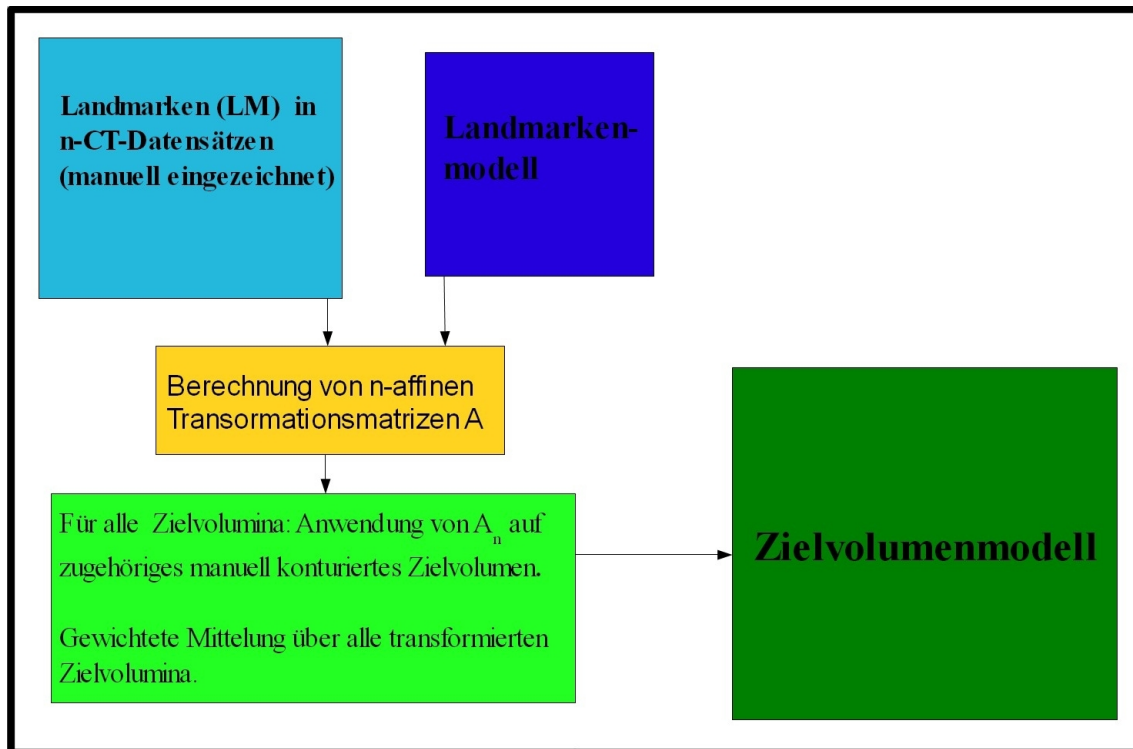 Landmarken (LM) in
n-CT-Datensätzen
(manuell eingezeichnet)
Landmarken-
modell
Berechnung von n-affinen
Transormationsmatrizen A
Für alle Zielvolumina: Anwendung von Aₙ auf
zugehöriges manuell konturiertes Zielvolumen.
Gewichtete Mittelung über alle transformierten
Zielvolumina.
Zielvolumenmodell